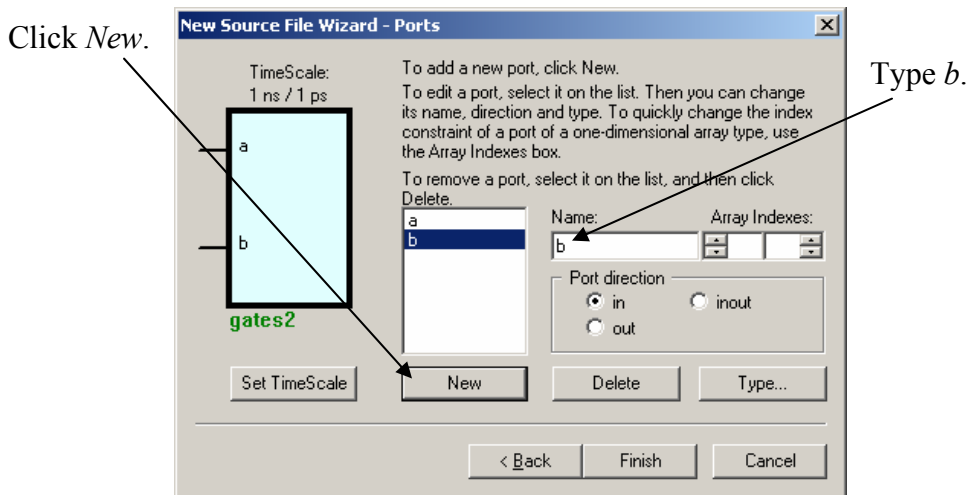 Click New.
New Source File Wizard - Ports
Type b.
TimeScale:
1 ns / 1 ps
a
b
gates2
To add a new port, click New.
To edit a port, select it on the list. Then you can change
its name, direction and type. To quickly change the index
constraint of a port of a one-dimensional array type, use
the Array Indexes box.
To remove a port, select it on the list, and then click
Delete.
a
b
Name:
Array Indexes:
b
Port direction
in
inout
out
Set TimeScale
New
Delete
Type...
< Back
Finish
Cancel